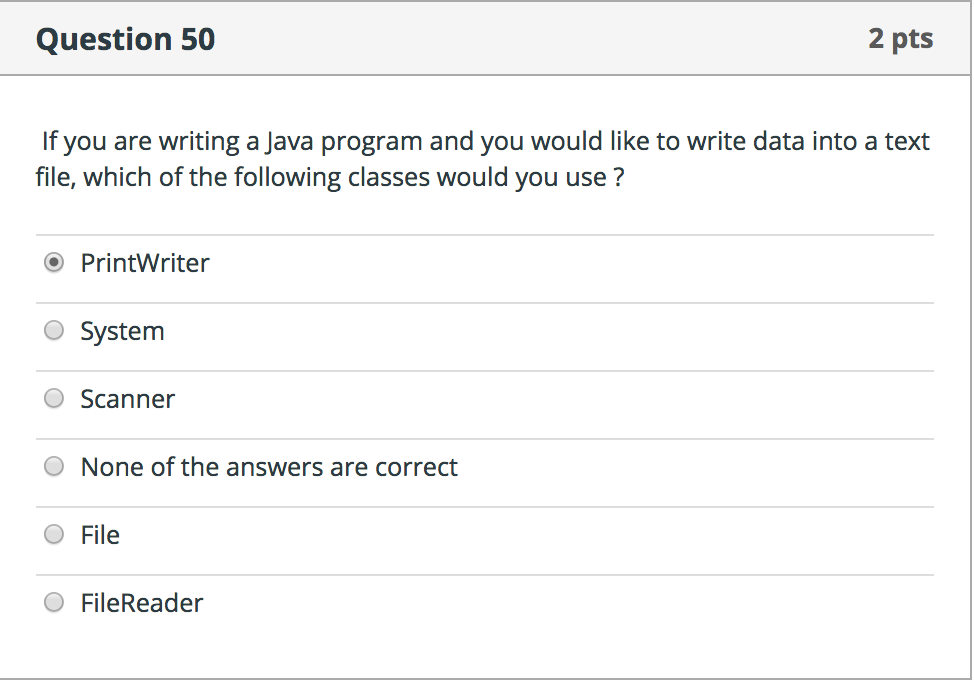 Question 50
2 pts
If you are writing a Java program and you would like to write data into a text
file, which of the following classes would you use ?
PrintWriter
System
Scanner
None of the answers are correct
File
FileReader